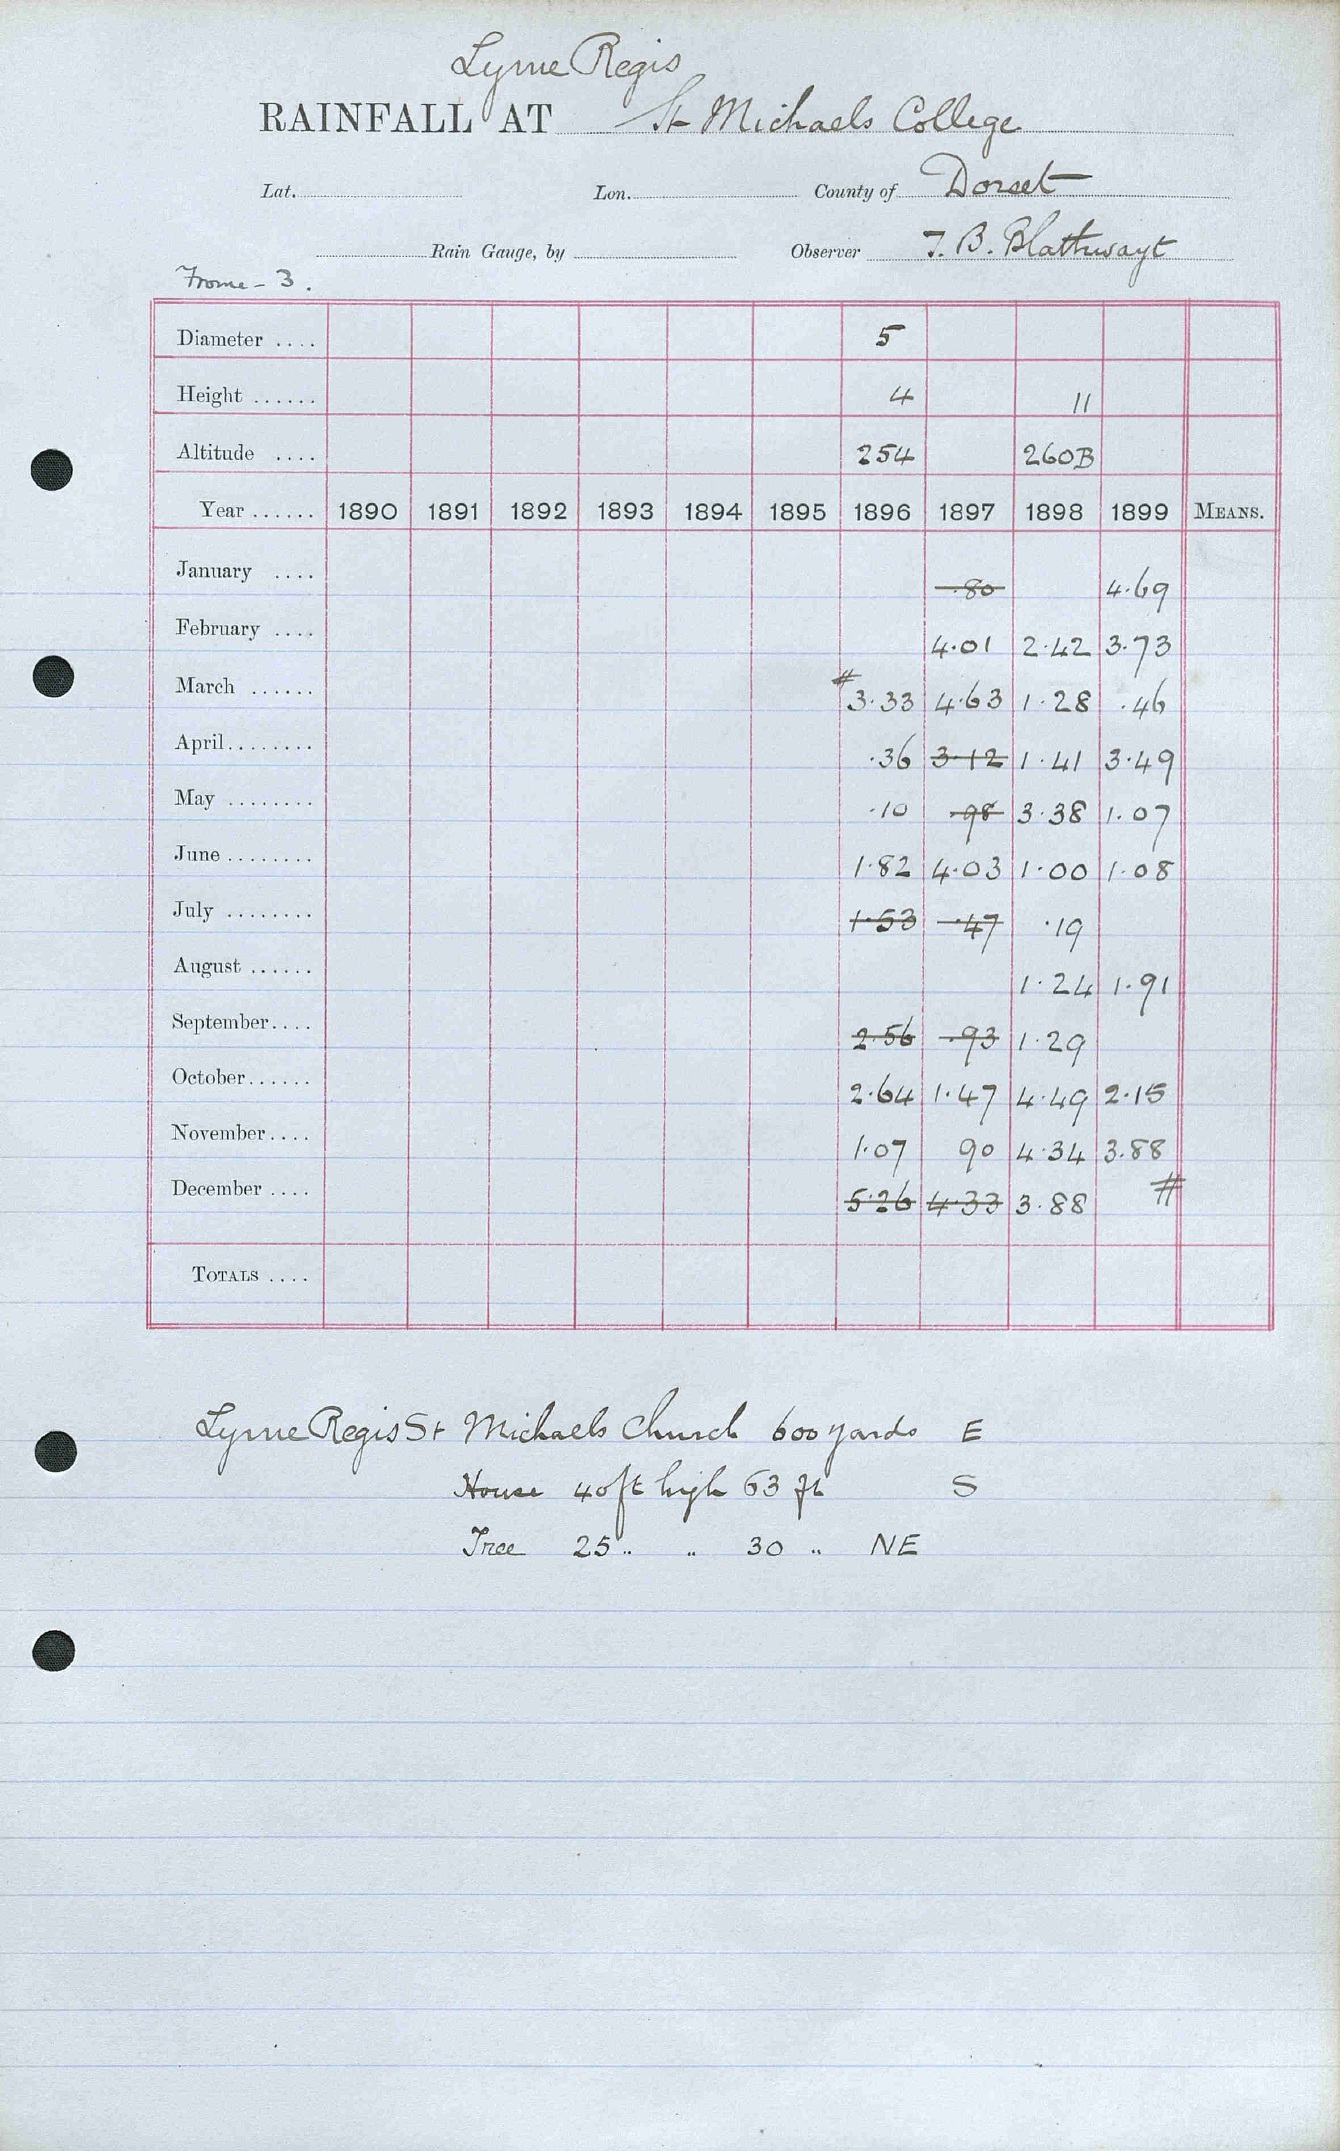 Lyme Regis
RAINFALL AT St Michaels College
Lat. Lon. County of Dorset
Rain Gauge, by Observer T. B. Blathwayt
Frome - 3.
Diameter .... 5
Height ...... 4 11
Altitude .... 254 260B
Year ...... 1890 1891 1892 1893 1894 1895 1896 1897 1898 1899 MEANS.
January .... .80 4.69
February .... 4.01 2.42 3.73
March ...... # 3.33 4.63 1.28 .46
April........ .36 3.12 1.41 3.49
May ........ .10 .98 3.38 1.07
June ........ 1.82 4.03 1.00 1.08
July ........ 1.53 .47 .19
August ...... 1.24 1.91
September.... 2.56 .93 1.29
October...... 2.64 1.47 4.49 2.15
November.... 1.07 90 4.34 3.88
December .... 5.26 4.33 3.88 #
TOTALS ....
Lyme Regis St Michaels Church 600 yards E
House 40ft high 63 ft S
Tree 25 " " 30 " NE